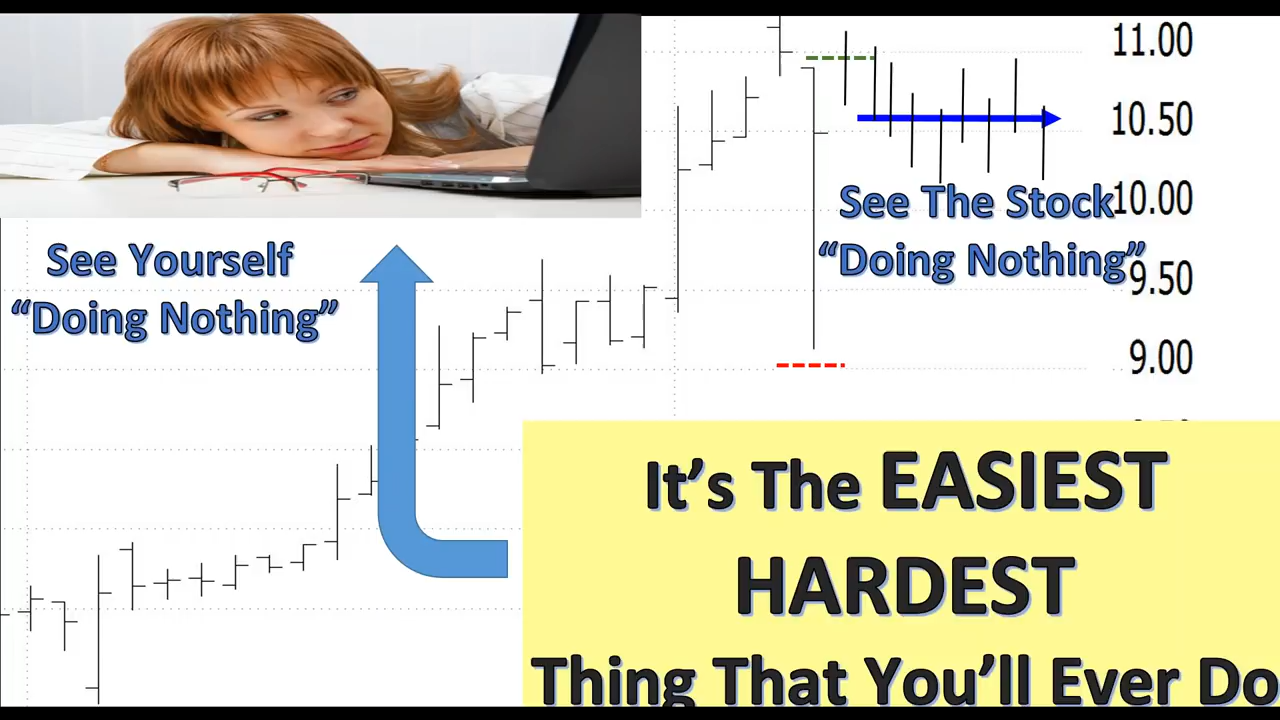 11.00
10.50
10.00
9.50
9.00
See The Stock
“Doing Nothing”
See Yourself
“Doing Nothing”
It’s The EASIEST
HARDEST
Thing That You’ll Ever Do